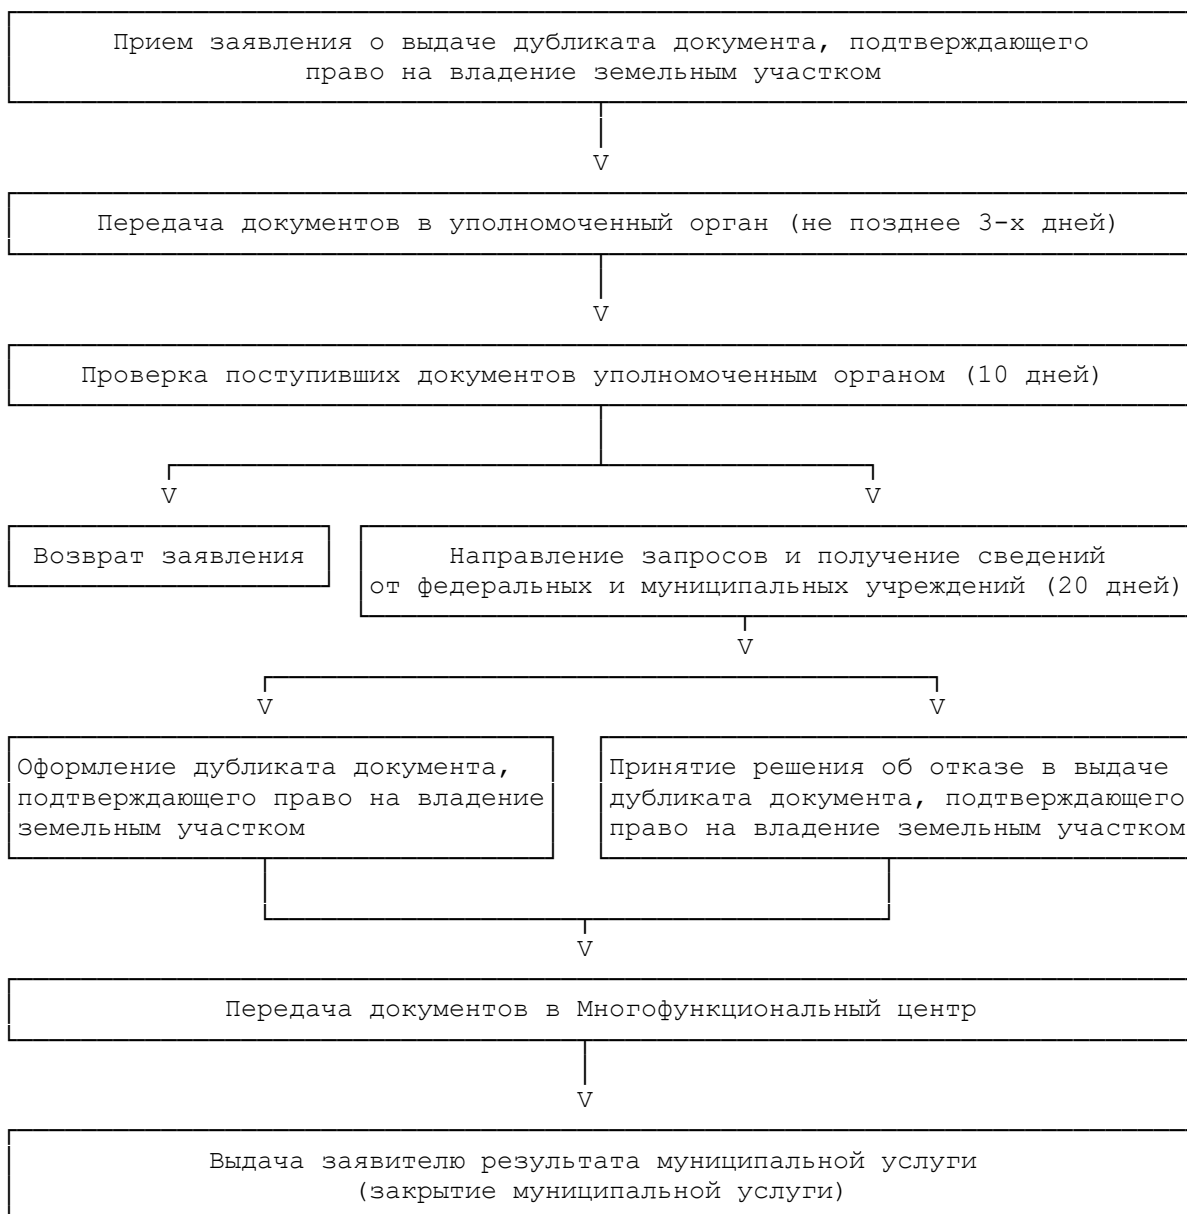 Прием заявления о выдаче дубликата документа, подтверждающего
право на владение земельным участком
V
Передача документов в уполномоченный орган (не позднее 3-х дней)
V
Проверка поступивших документов уполномоченным органом (10 дней)
V V
Возврат заявления
Направление запросов и получение сведений
от федеральных и муниципальных учреждений (20 дней)
V
V V
Оформление дубликата документа,
подтверждающего право на владение
земельным участком
Принятие решения об отказе в выдаче
дубликата документа, подтверждающего
право на владение земельным участком
V
Передача документов в Многофункциональный центр
V
Выдача заявителю результата муниципальной услуги
(закрытие муниципальной услуги)